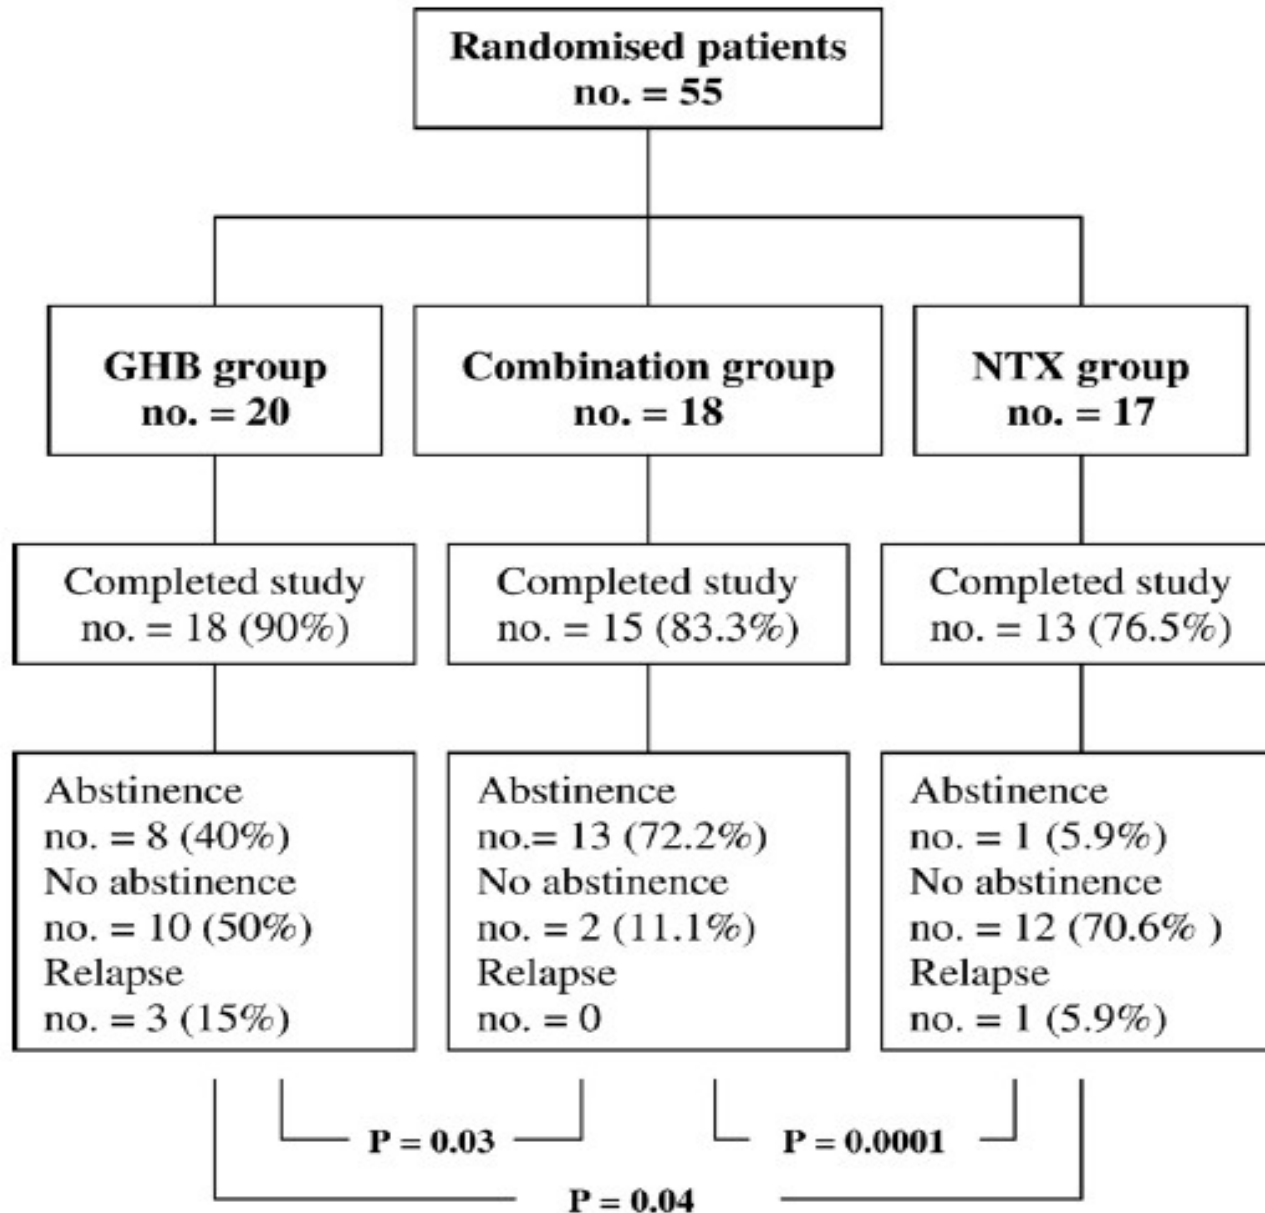 Randomised patients
no. = 55
GHB group
no. = 20
Combination group
no. = 18
NTX group
no. = 17
Completed study
no. = 18 (90%)
Completed study
no. = 15 (83.3%)
Completed study
no. = 13 (76.5%)
Abstinence
no. = 8 (40%)
No abstinence
no. = 10 (50%)
Relapse
no. = 3 (15%)
Abstinence
no.= 13 (72.2%)
No abstinence
no. = 2 (11.1%)
Relapse
no. = 0
Abstinence
no. = 1 (5.9%)
No abstinence
no. = 12 (70.6% )
Relapse
no. = 1 (5.9%)
P = 0.03
P = 0.0001
P = 0.04